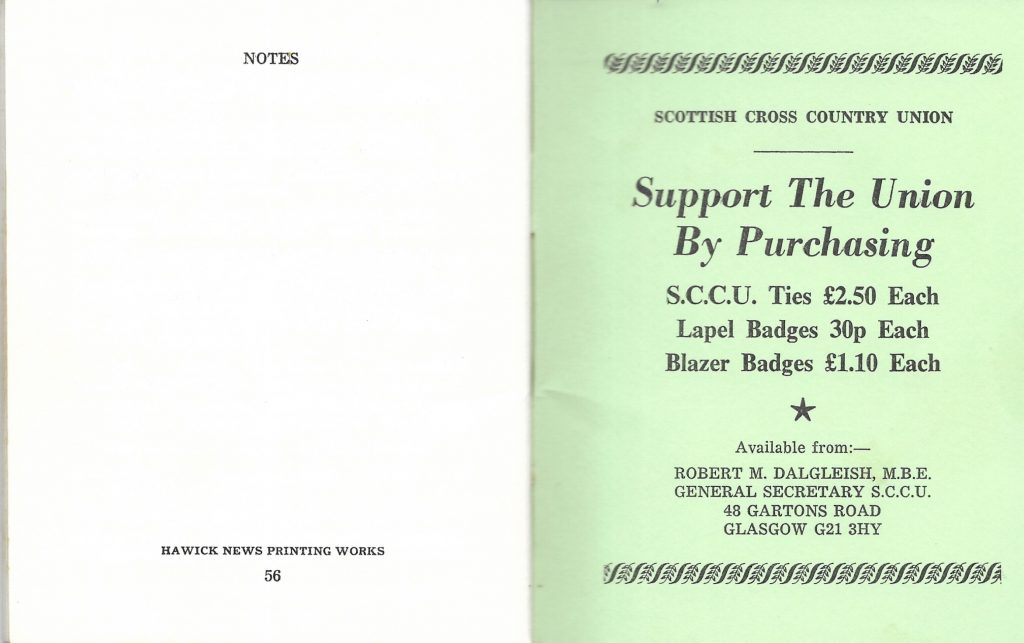 NOTES
HAWICK NEWS PRINTING WORKS
56
SCOTTISH CROSS COUNTRY UNION
Support The Union
By Purchasing
S.C.C.U. Ties £2.50 Each
Lapel Badges 30p Each
Blazer Badges £1.10 Each
Available from:—
ROBERT M. DALGLEISH, M.B.E.
GENERAL SECRETARY S.C.C.U.
48 GARTONS ROAD
GLASGOW G21 3HY